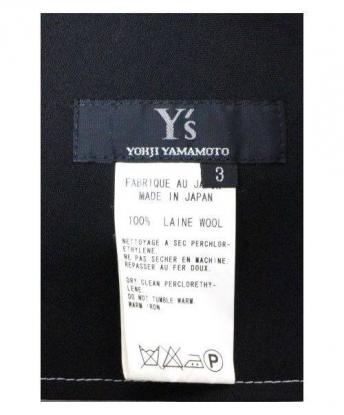 Y's
YOHJI YAMAMOTO
3
FABRIQUE AU JAPON
MADE IN JAPAN
100% LAINE WOOL
NETTOYAGE A SEC PERCHLOR-
ETHYLENE.
NE PAS SECHER EN MACHINE.
REPASSER AU FER DOUX.
DRY CLEAN PERCLORETHY-
LENE.
DO NOT TUMBLE WARM.
WARM IRON
P